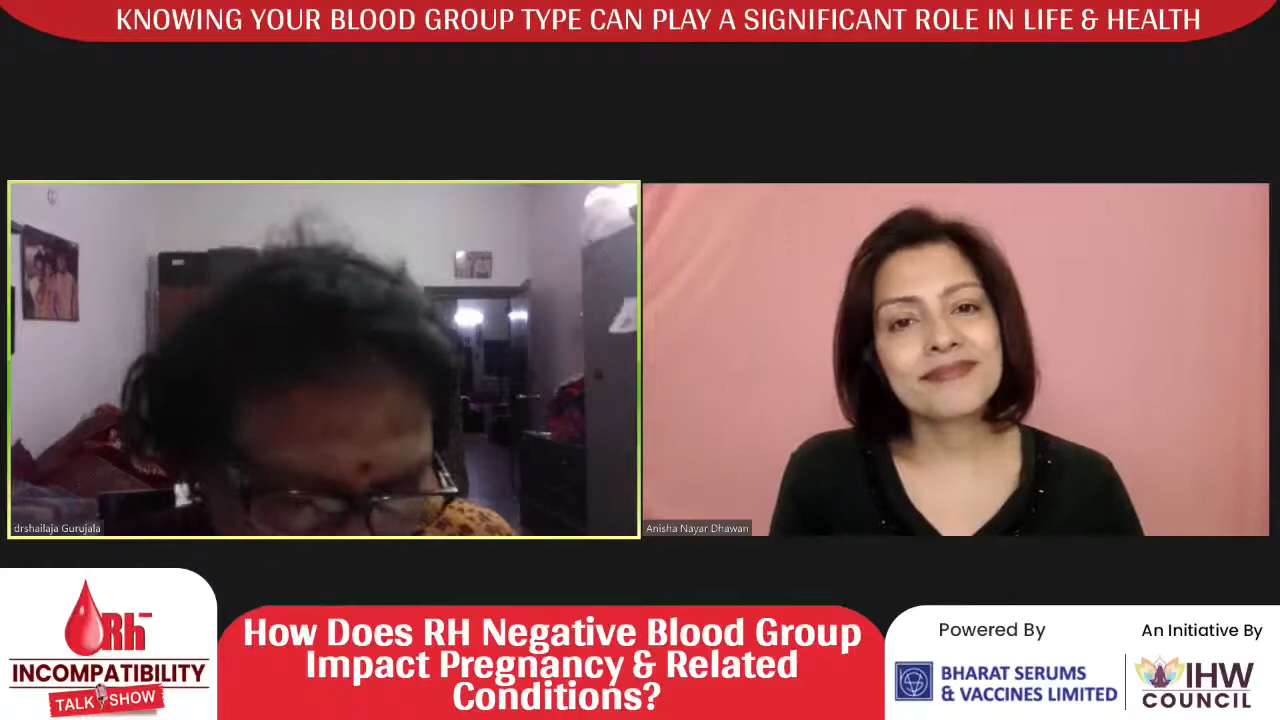 KNOWING YOUR BLOOD GROUP TYPE CAN PLAY A SIGNIFICANT ROLE IN LIFE & HEALTH
drshailaja Gurujala
Anisha Nayar Dhawan
Rh-
INCOMPATIBILITY
TALK SHOW
How Does RH Negative Blood Group
Impact Pregnancy & Related
Conditions?
Powered By
BHARAT SERUMS
& VACCINES LIMITED
An Initiative By
IHW
COUNCIL